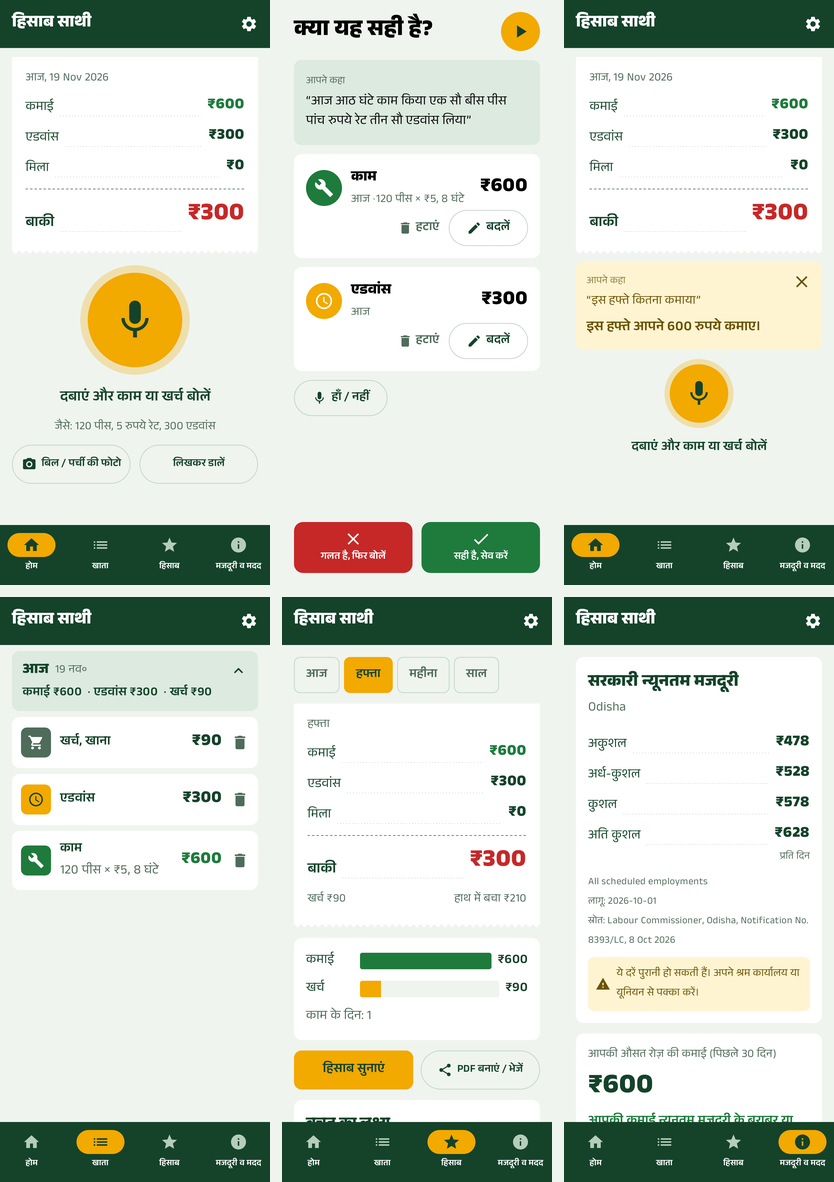 हिसाब साथी
आज, 19 Nov 2026
कमाई ₹600
एडवांस ₹300
मिला ₹0
बाकी ₹300
दबाएं और काम या खर्च बोलें
जैसे: 120 पीस, 5 रुपये रेट, 300 एडवांस
बिल / पर्ची की फोटो
लिखकर डालें
होम
खाता
हिसाब
मजदूरी व मदद
क्या यह सही है?
आपने कहा
“आज आठ घंटे काम किया एक सौ बीस पीस
पांच रुपये रेट तीन सौ एडवांस लिया”
काम ₹600
आज · 120 पीस × ₹5, 8 घंटे
हटाएं
बदलें
एडवांस ₹300
आज
हटाएं
बदलें
हाँ / नहीं
गलत है, फिर बोलें
सही है, सेव करें
हिसाब साथी
आज, 19 Nov 2026
कमाई ₹600
एडवांस ₹300
मिला ₹0
बाकी ₹300
आपने कहा
“इस हफ्ते कितना कमाया”
इस हफ्ते आपने 600 रुपये कमाए।
दबाएं और काम या खर्च बोलें
होम
खाता
हिसाब
मजदूरी व मदद
हिसाब साथी
आज 19 नव॰
कमाई ₹600 · एडवांस ₹300 · खर्च ₹90
खर्च, खाना ₹90
एडवांस ₹300
काम ₹600
120 पीस × ₹5, 8 घंटे
होम
खाता
हिसाब
मजदूरी व मदद
हिसाब साथी
आज
हफ्ता
महीना
साल
हफ्ता
कमाई ₹600
एडवांस ₹300
मिला ₹0
बाकी ₹300
खर्च ₹90
हाथ में बचा ₹210
कमाई ₹600
खर्च ₹90
काम के दिन: 1
हिसाब सुनाएं
PDF बनाएं / भेजें
होम
खाता
हिसाब
मजदूरी व मदद
हिसाब साथी
सरकारी न्यूनतम मजदूरी
Odisha
अकुशल ₹478
अर्ध-कुशल ₹528
कुशल ₹578
अति कुशल ₹628
प्रति दिन
All scheduled employments
लागू: 2026-10-01
स्रोत: Labour Commissioner, Odisha, Notification No.
8393/LC, 8 Oct 2026
ये दरें पुरानी हो सकती हैं। अपने श्रम कार्यालय या
यूनियन से पक्का करें।
आपकी औसत रोज़ की कमाई (पिछले 30 दिन)
₹600
आपकी कमाई न्यूनतम मजदूरी के बराबर या
होम
खाता
हिसाब
मजदूरी व मदद